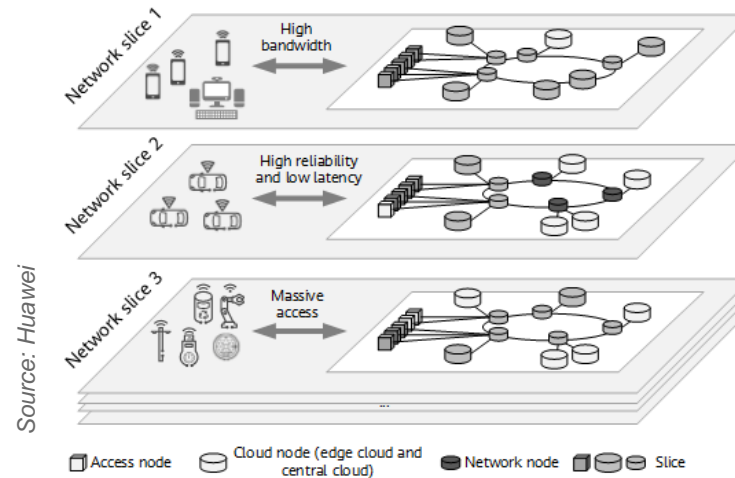 Network slice 1
High
bandwidth
Network slice 2
High reliability
and low latency
Network slice 3
Massive
access
...
Source: Huawei
Access node
Cloud node (edge cloud and
central cloud)
Network node
Slice